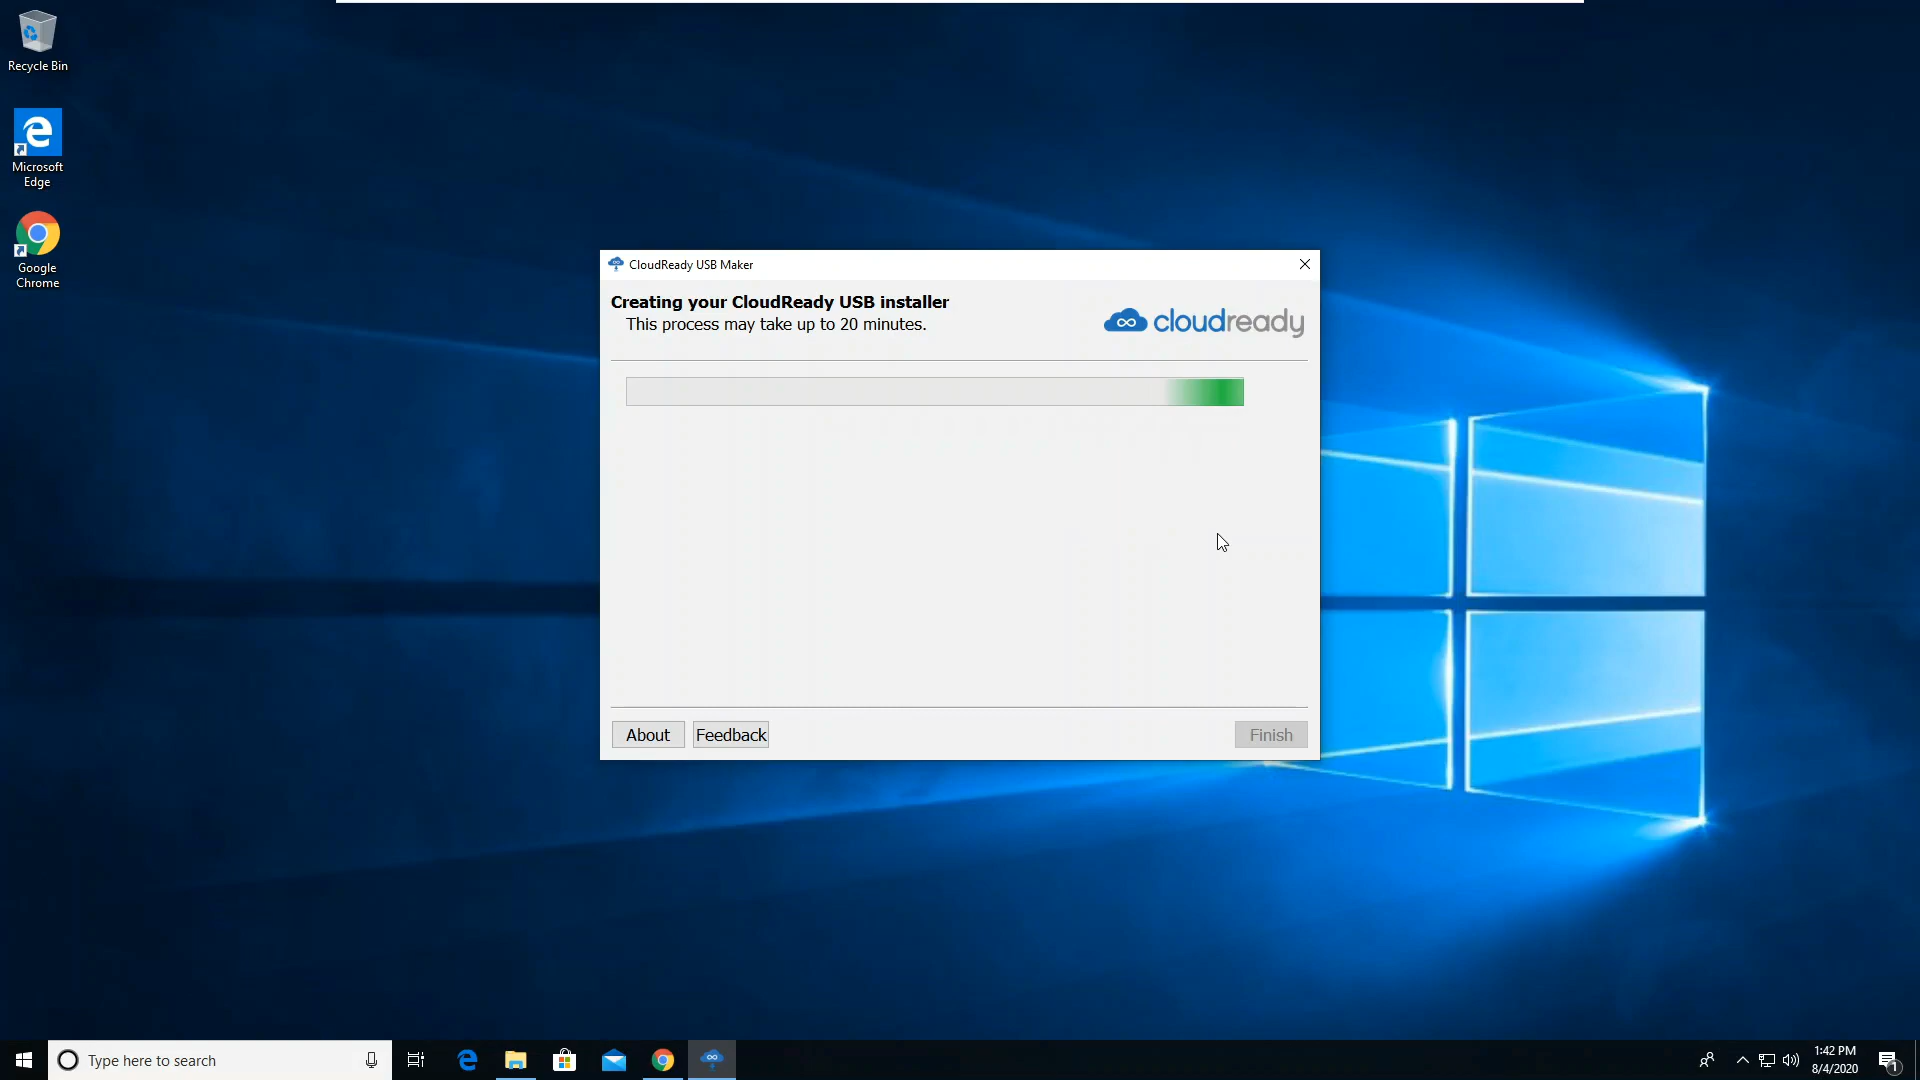 Recycle Bin
Microsoft
Edge
Google
Chrome
CloudReady USB Maker
Creating your CloudReady USB installer
This process may take up to 20 minutes.
cloudready
About
Feedback
Finish
Type here to search
1:42 PM
8/4/2020
1